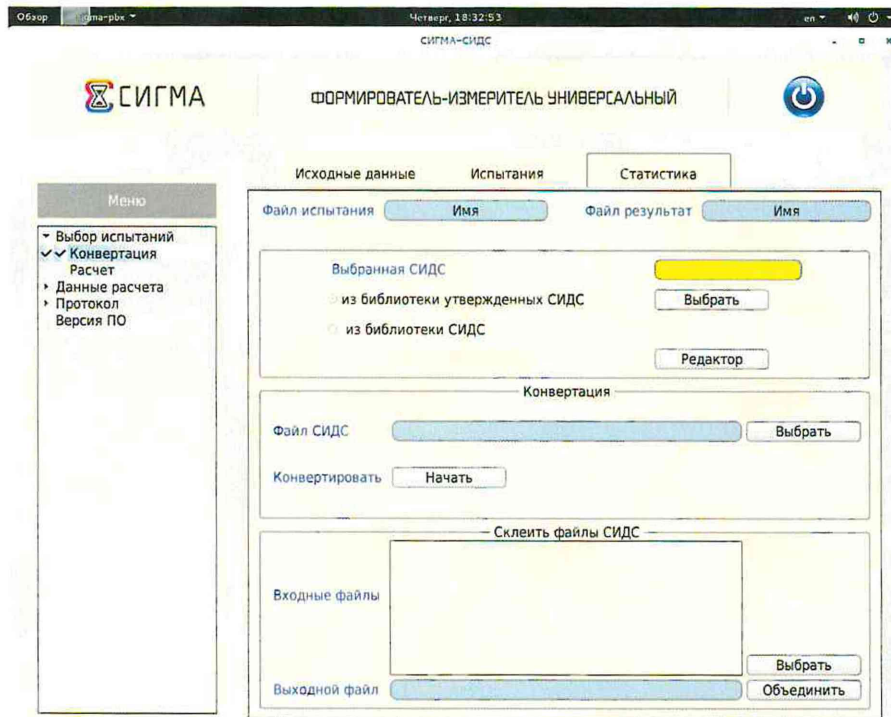 Обзор
Четверг, 18:32:53
en
СИГМА-СИДС
СИГМА
ФОРМИРОВАТЕЛЬ-ИЗМЕРИТЕЛЬ УНИВЕРСАЛЬНЫЙ
Исходные данные
Испытания
Статистика
Меню
Файл испытания
Имя
Файл результат
Имя
Выбор испытаний
Конвертация
Расчет
Данные расчета
Протокол
Версия ПО
Выбранная СИДС
из библиотеки утвержденных СИДС
Выбрать
из библиотеки СИДС
Редактор
Конвертация
Файл СИДС
Выбрать
Конвертировать
Начать
Склеить файлы СИДС
Входные файлы
Выбрать
Выходной файл
Объединить